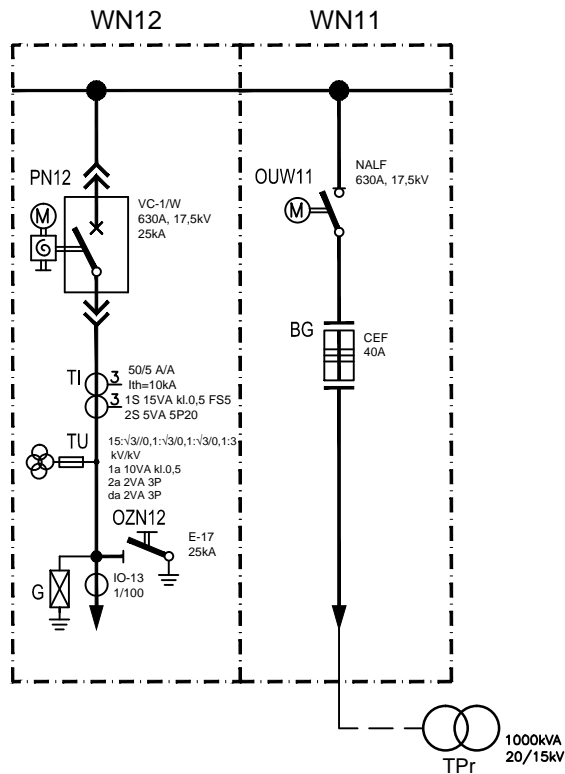 WN12
WN11
PN12
M
VC-1/W
630A, 17,5kV
25kA
OUW11
M
NALF
630A, 17,5kV
BG
CEF
40A
TI
3
50/5 A/A
Ith=10kA
3
1S 15VA kl.0,5 FS5
2S 5VA 5P20
TU
15:√3//0,1:√3/0,1:√3/0,1:3
kV/kV
1a 10VA kl.0,5
2a 2VA 3P
da 2VA 3P
OZN12
E-17
25kA
G
IO-13
1/100
TPr
1000kVA
20/15kV